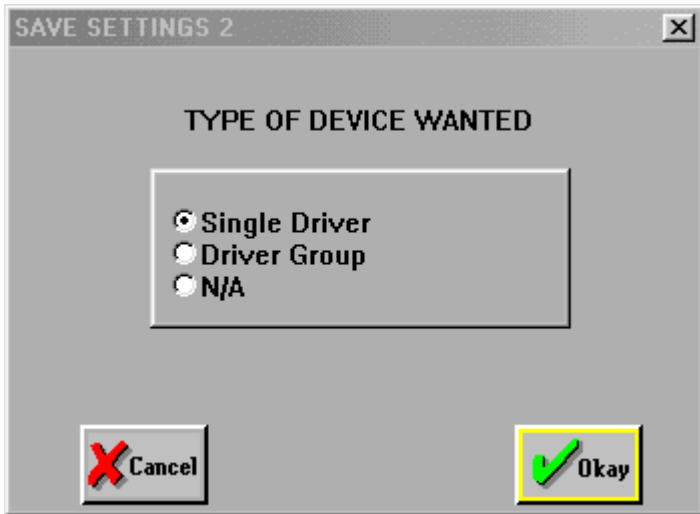 SAVE SETTINGS 2
TYPE OF DEVICE WANTED
Single Driver
Driver Group
N/A
Cancel
Okay